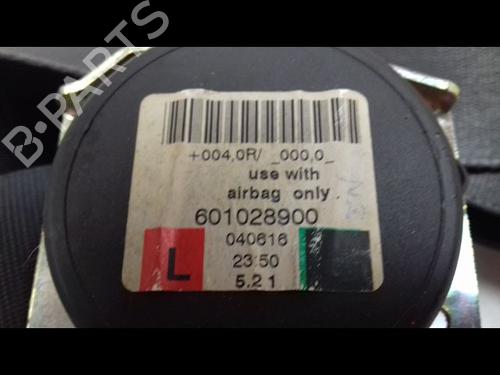 B-PARTS
+004,0R/ _000,0_
use with
airbag only.
601028900
040616
L
23:50
5.2 1